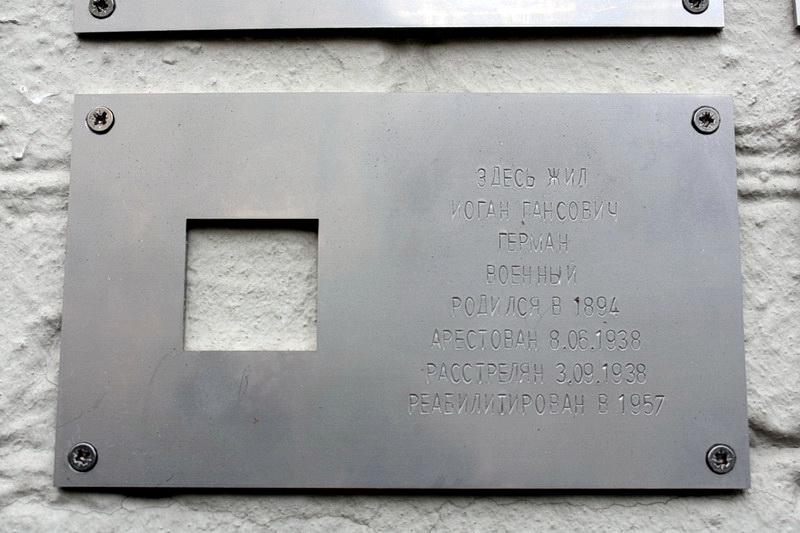 ЗДЕСЬ ЖИЛ
ИОГАН ГАНСОВИЧ
ГЕРМАН
ВОЕННЫЙ
РОДИЛСЯ В 1894
АРЕСТОВАН 8.06.1938
РАССТРЕЛЯН 3.09.1938
РЕАБИЛИТИРОВАН В 1957